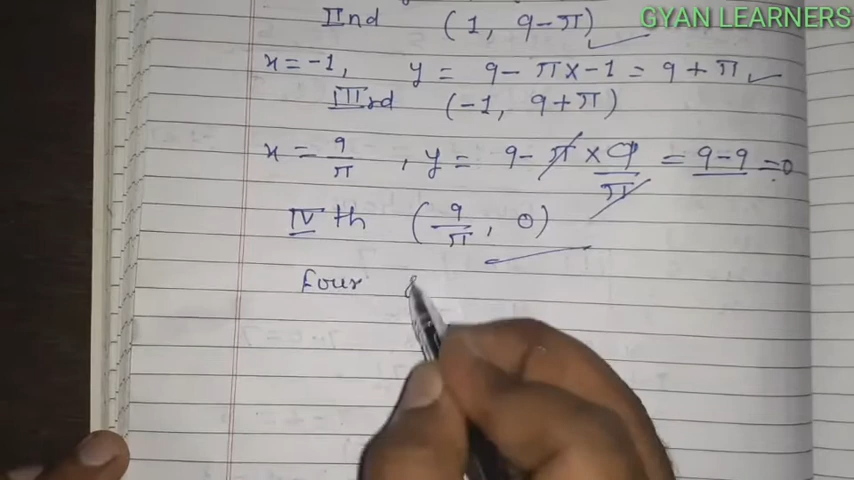 GYAN LEARNERS
IInd (1, 9-π)
x = -1, y = 9 - π × -1 = 9 + π
IIIrd (-1, 9+π)
x = 9/π , y = 9 - π × 9/π = 9-9 = 0
IVth (9/π, 0)
Four